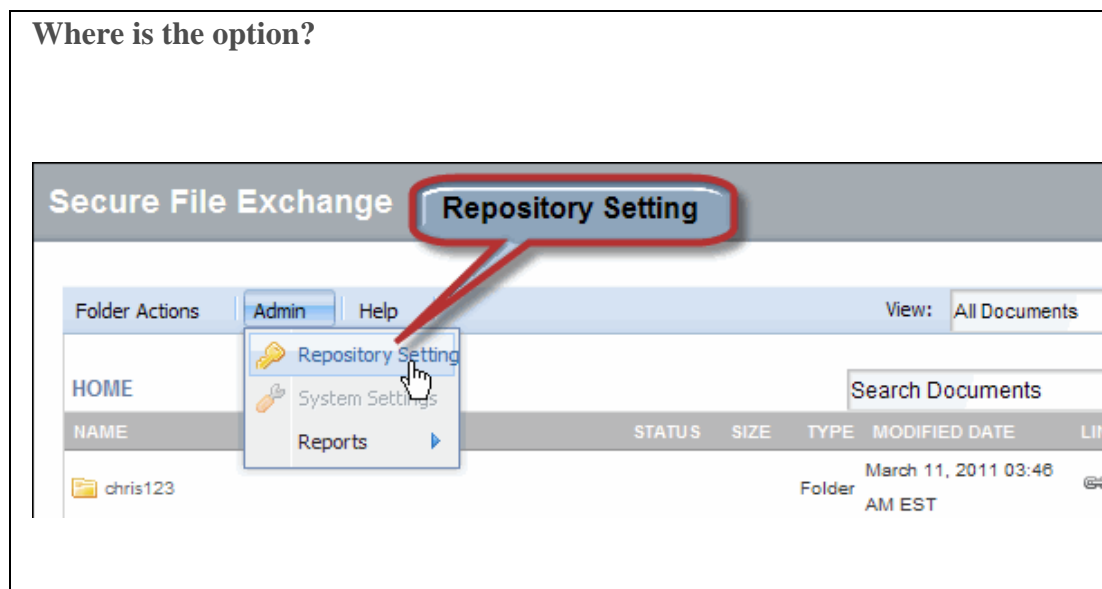 Where is the option?
Secure File Exchange
Repository Setting
Folder Actions Admin Help View: All Documents
Repository Setting
HOME Search Documents
System Settings
NAME STATUS SIZE TYPE MODIFIED DATE
Reports
chris123 Folder March 11, 2011 03:46
AM EST